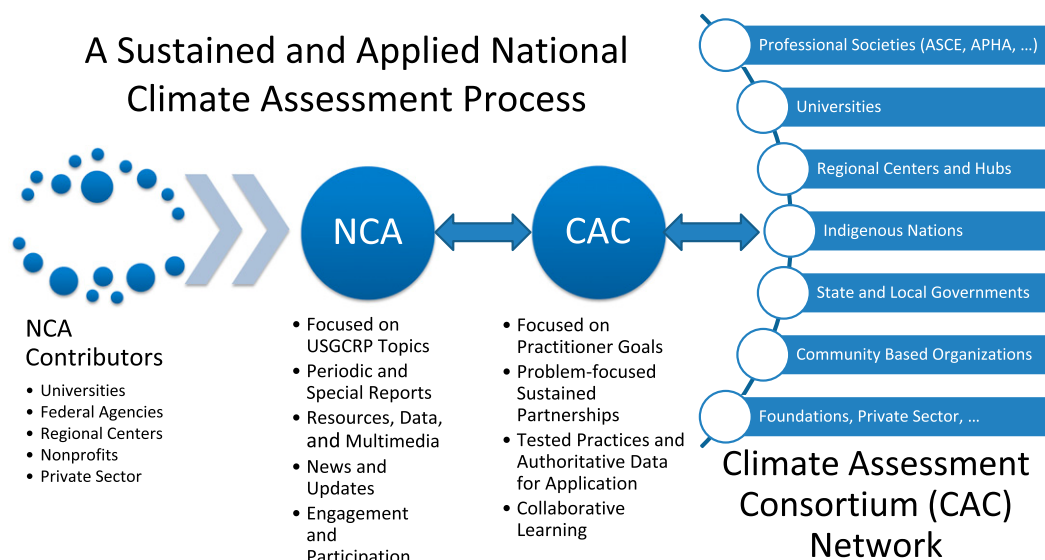 A Sustained and Applied National
Climate Assessment Process
NCA
Contributors
• Universities
• Federal Agencies
• Regional Centers
• Nonprofits
• Private Sector
NCA
• Focused on
USGCRP Topics
• Periodic and
Special Reports
• Resources, Data,
and Multimedia
• News and
Updates
• Engagement
and
Participation
CAC
• Focused on
Practitioner Goals
• Problem-focused
Sustained
Partnerships
• Tested Practices and
Authoritative Data
for Application
• Collaborative
Learning
Professional Societies (ASCE, APHA, …)
Universities
Regional Centers and Hubs
Indigenous Nations
State and Local Governments
Community Based Organizations
Foundations, Private Sector, …
Climate Assessment
Consortium (CAC)
Network